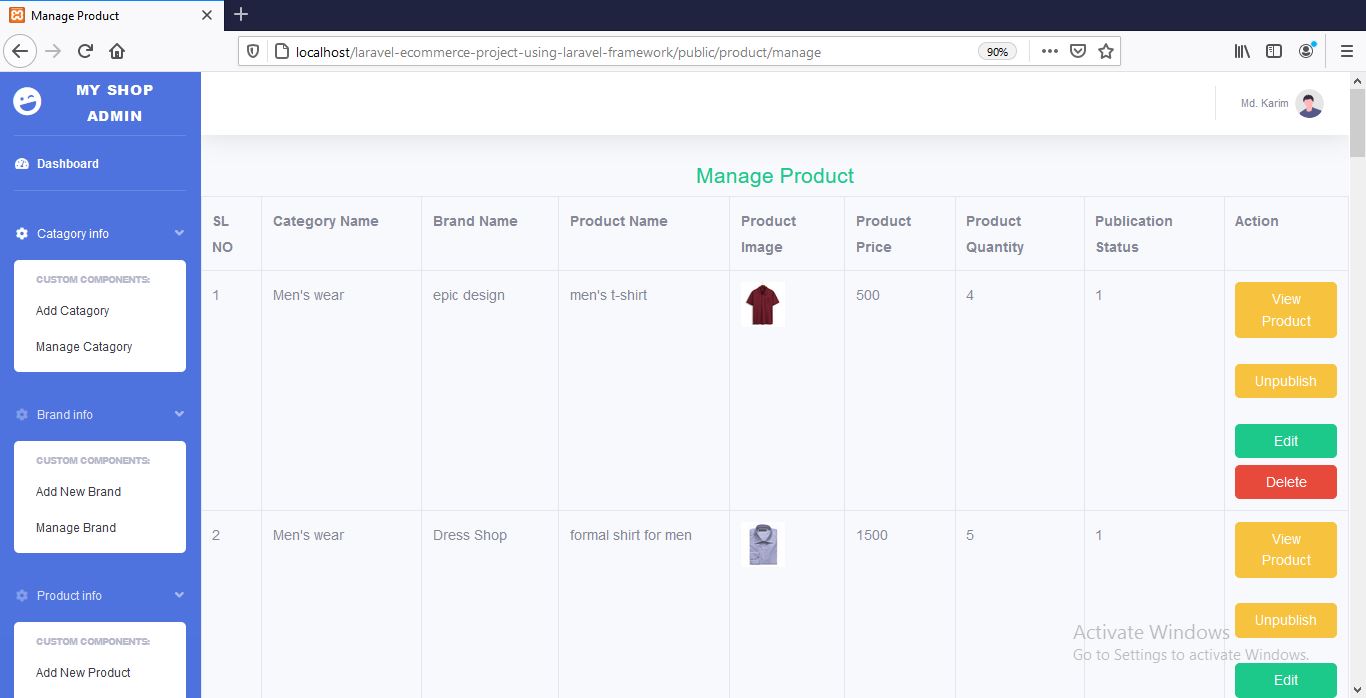 Manage Product
localhost/laravel-ecommerce-project-using-laravel-framework/public/product/manage
90%
MY SHOP
ADMIN
Md. Karim
Dashboard
Catagory info
CUSTOM COMPONENTS:
Add Catagory
Manage Catagory
Brand info
CUSTOM COMPONENTS:
Add New Brand
Manage Brand
Product info
CUSTOM COMPONENTS:
Add New Product
Manage Product
SL NO Category Name Brand Name Product Name Product Image Product Price Product Quantity Publication Status Action
1 Men's wear epic design men's t-shirt 500 4 1
View
Product
Unpublish
Edit
Delete
2 Men's wear Dress Shop formal shirt for men 1500 5 1
View
Product
Unpublish
Edit
Activate Windows
Go to Settings to activate Windows.